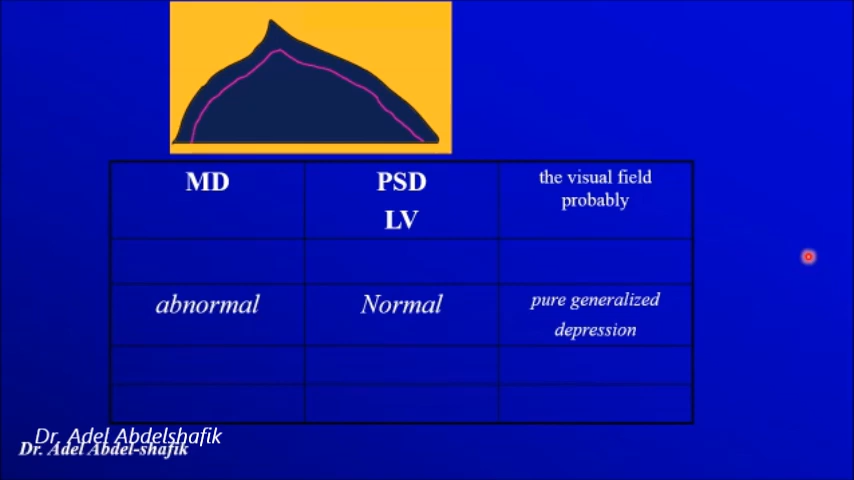 MD
PSD
LV
the visual field
probably
abnormal
Normal
pure generalized
depression
Dr. Adel Abdelshafik
Dr. Adel Abdel-shafik